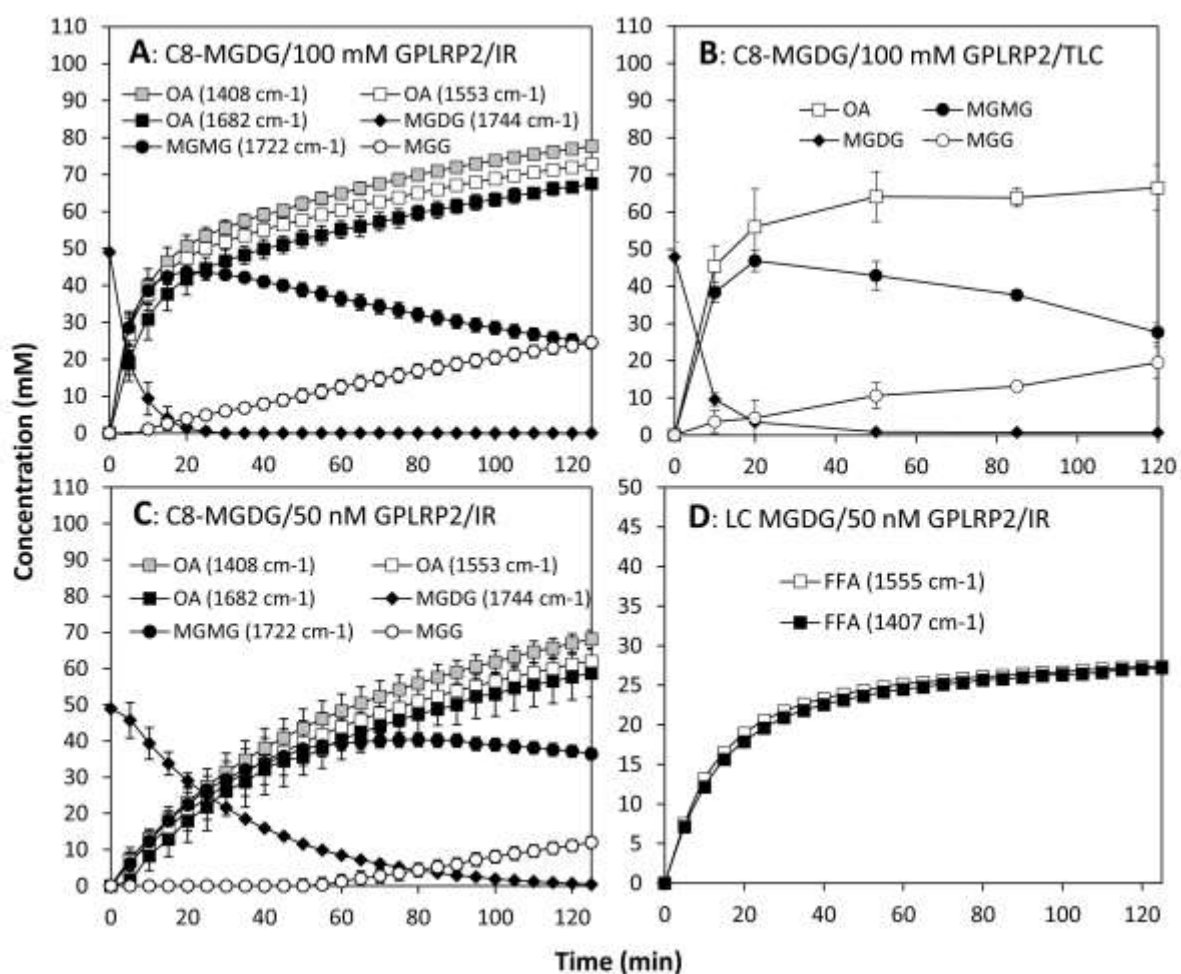 A: C8-MGDG/100 mM GPLRP2/IR
OA (1408 cm-1) OA (1553 cm-1)
OA (1682 cm-1) MGDG (1744 cm-1)
MGMG (1722 cm-1) MGG
110
100
90
80
70
60
50
40
30
20
10
0
0 20 40 60 80 100 120
B: C8-MGDG/100 mM GPLRP2/TLC
OA MGMG
MGDG MGG
110
100
90
80
70
60
50
40
30
20
10
0
0 20 40 60 80 100 120
C: C8-MGDG/50 nM GPLRP2/IR
OA (1408 cm-1) OA (1553 cm-1)
OA (1682 cm-1) MGDG (1744 cm-1)
MGMG (1722 cm-1) MGG
110
100
90
80
70
60
50
40
30
20
10
0
0 20 40 60 80 100 120
D: LC MGDG/50 nM GPLRP2/IR
FFA (1555 cm-1)
FFA (1407 cm-1)
50
45
40
35
30
25
20
15
10
5
0
0 20 40 60 80 100 120
Concentration (mM)
Time (min)